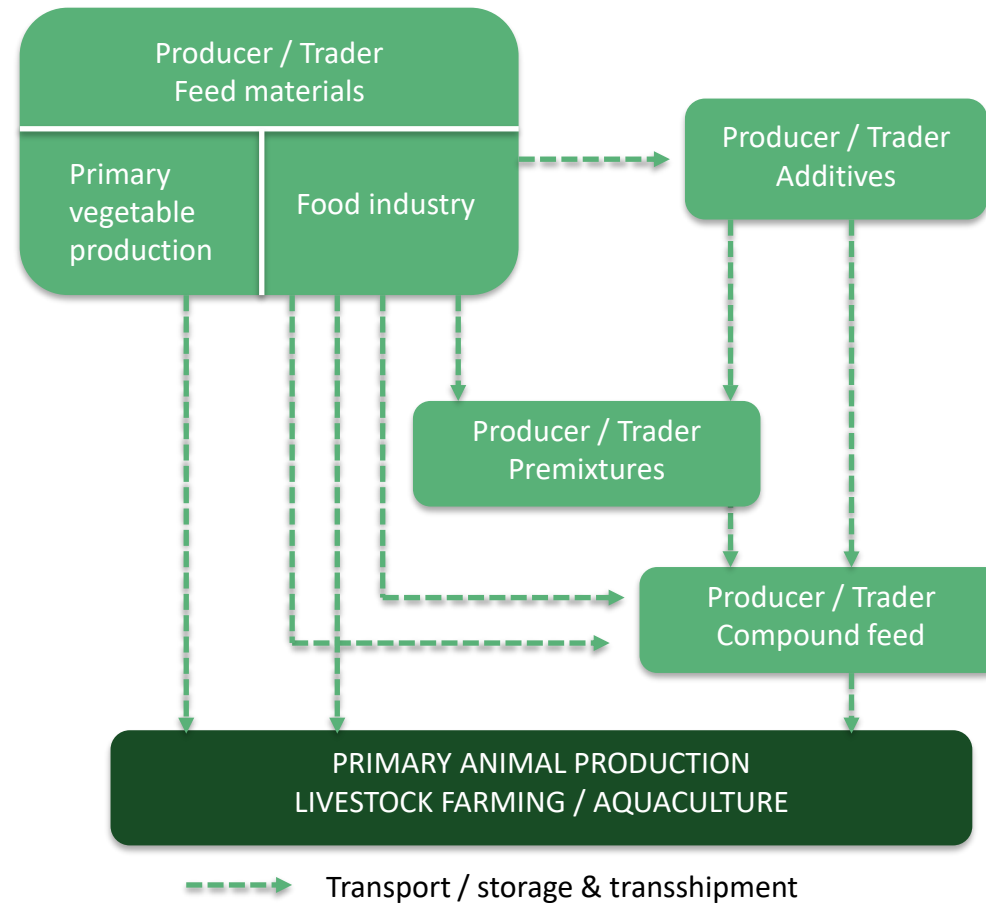 Producer / Trader
Feed materials
Primary
vegetable
production
Food industry
Producer / Trader
Additives
Producer / Trader
Premixtures
Producer / Trader
Compound feed
PRIMARY ANIMAL PRODUCTION
LIVESTOCK FARMING / AQUACULTURE
Transport / storage & transshipment